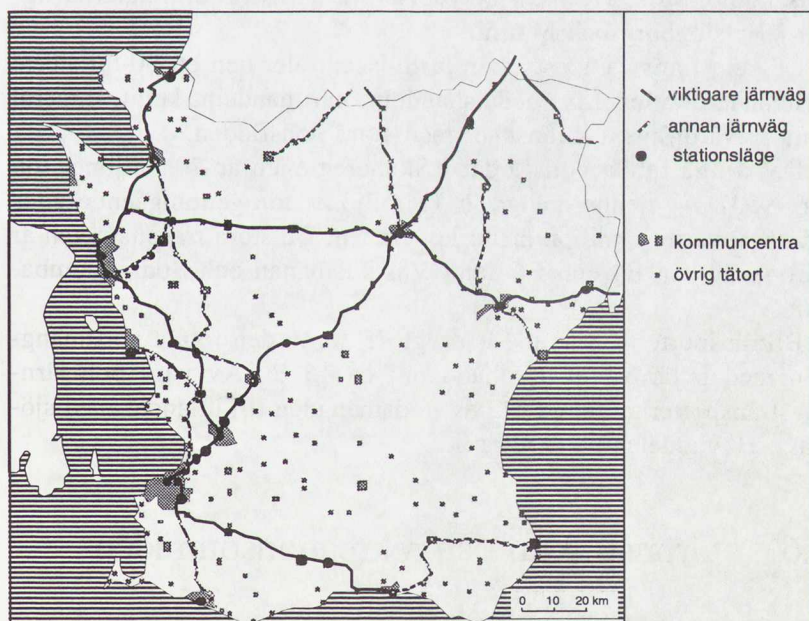 viktigare järnväg
annan järnväg
stationsläge
kommuncentra
övrig tätort
0 10 20 km